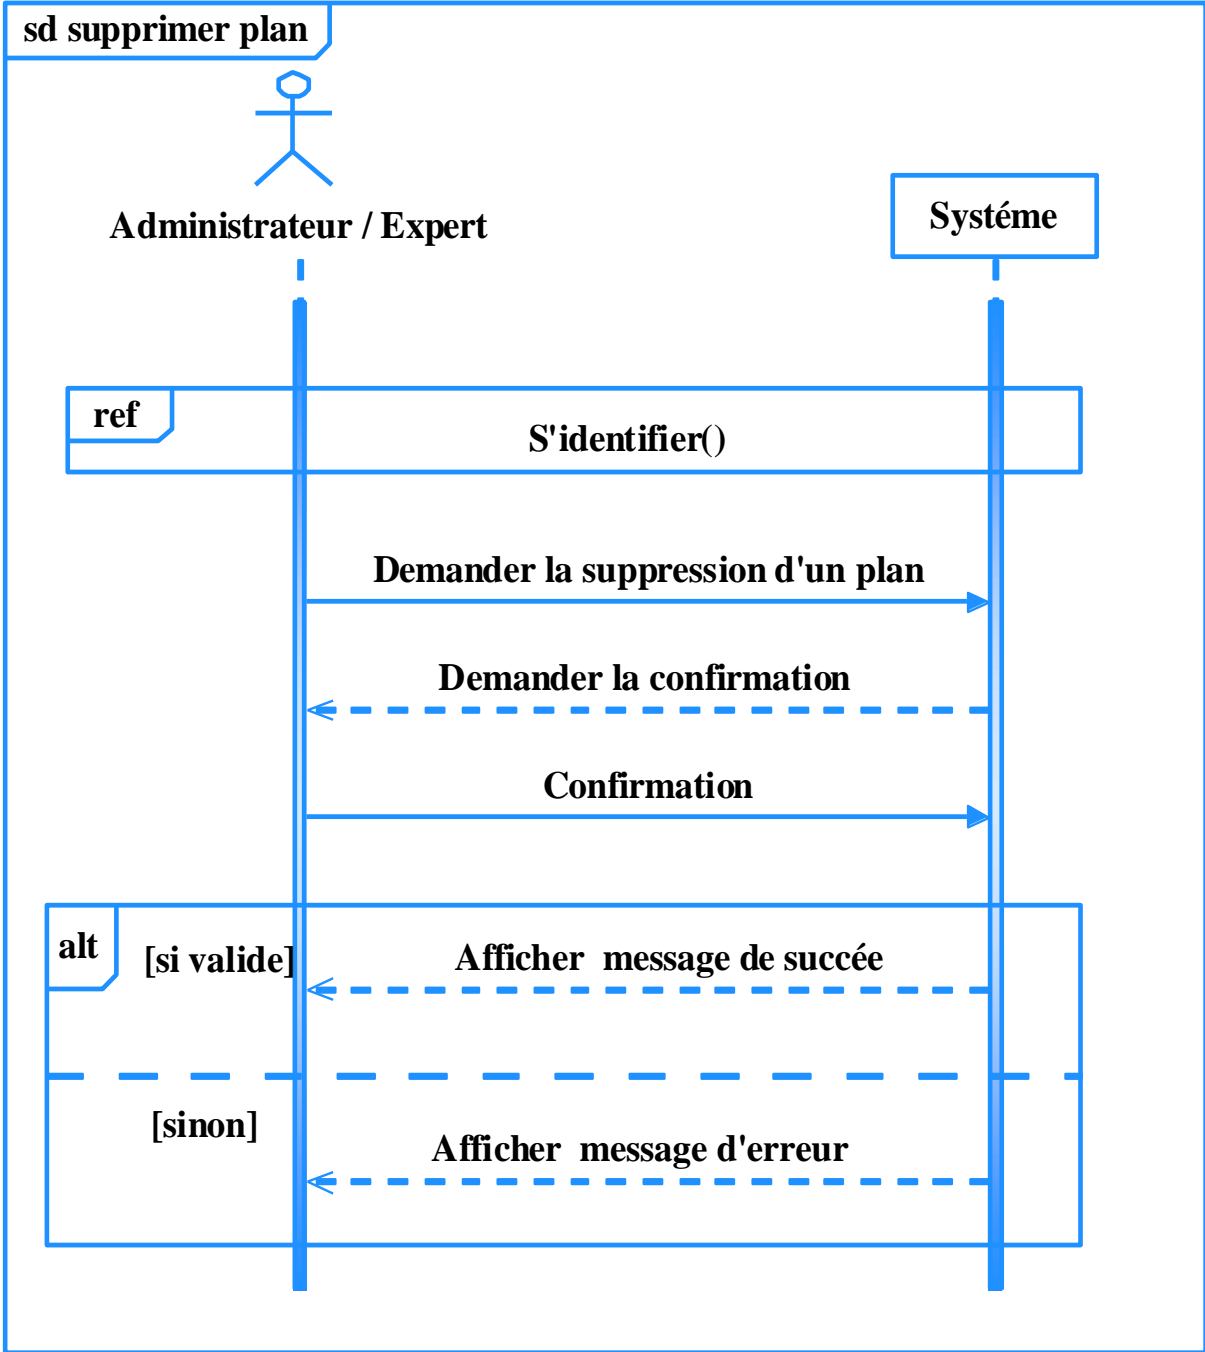 sd supprimer plan
Administrateur / Expert
Systéme
ref
S'identifier()
Demander la suppression d'un plan
Demander la confirmation
Confirmation
alt
[si valide]
Afficher  message de succée
[sinon]
Afficher  message d'erreur